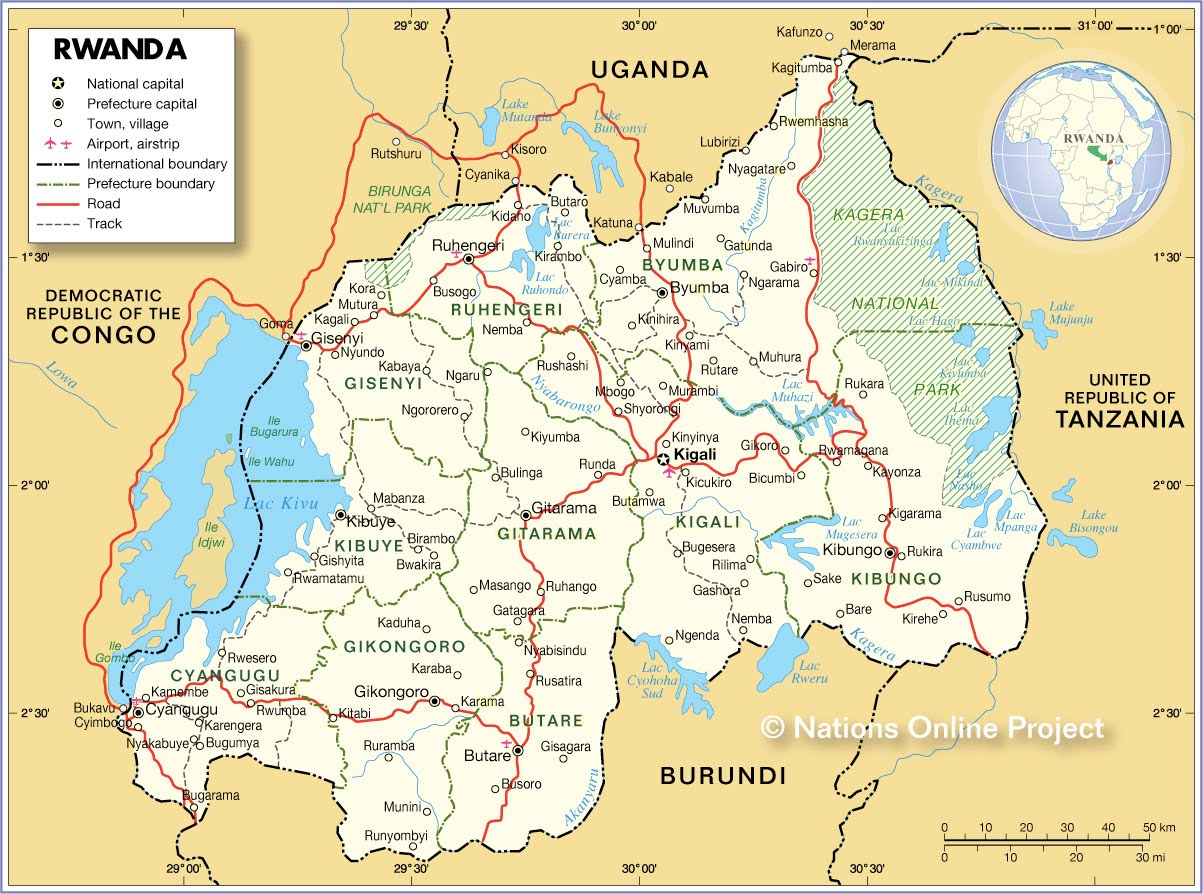 29°30'
30°00'
30°30'
31°00'
1°00'
RWANDA
National capital
Prefecture capital
Town, village
Airport, airstrip
International boundary
Prefecture boundary
Road
Track
Kafunzo
Merama
Kagitumba
UGANDA
RWANDA
Lake
Mutanda
Lake
Bunyonyi
Rwemhasha
Rutshuru
Kisoro
Lubirizi
Nyagatare
Cyanika
Kabale
Kagitumba
Kagera
BIRUNGA
NAT'L PARK
Kidaho
Butaro
Muvumba
KAGERA
Lac
Rwanyakizinga
Katuna
Lac
Burera
Ruhengeri
Kirambo
Mulindi
Gatunda
1°30'
1°30'
BYUMBA
Gabiro
Lac Mikindi
Cyamba
Ngarama
Lac
Ruhondo
Byumba
Kora
Busogo
DEMOCRATIC
REPUBLIC OF THE
CONGO
Mutura
RUHENGERI
NATIONAL
Lake
Mujunju
Kagali
Nemba
Kinihira
Lac Hago
Goma
Gisenyi
Kinyami
Nyundo
Rushashi
Rutare
Muhura
Lac
Kivumba
Kabaya
Ngaru
Lowa
GISENYI
Nyabarongo
Mbogo
Murambi
Lac
Muhazi
Rukara
PARK
UNITED
REPUBLIC OF
TANZANIA
Ngororero
Shyorongi
Lac
Ihema
Ile
Bugarura
Kiyumba
Kinyinya
Gikoro
Rwamagana
Kigali
Ile Wahu
Runda
Kayonza
Bulinga
Kicukiro
Bicumbi
Lac
Nasho
2°00'
2°00'
Lac Kivu
Mabanza
Butamwa
Kibuye
Gitarama
KIGALI
Kigarama
Lac
Mpanga
Lake
Bisongou
Ile
Idjwi
GITARAMA
Lac
Mugesera
Lac
Cyambwe
KIBUYE
Birambo
Bugesera
Kibungo
Rukira
Gishyita
Bwakira
Rilima
Rwamatamu
Masango
Ruhango
Gashora
Sake
KIBUNGO
Rusumo
Gatagara
Bare
Kirehe
Kaduha
Nemba
Ngenda
Kagera
Ile
Gombo
GIKONGORO
Nyabisindu
Rwesero
Karaba
Lac
Cyohoha
Sud
Lac
Rweru
CYANGUGU
Rusatira
Kamembe
Gisakura
Gikongoro
Bukavu
Cyangugu
Rwumba
Kitabi
Karama
2°30'
2°30'
Cyimbogo
Karengera
BUTARE
© Nations Online Project
Nyakabuye
Bugumya
Ruramba
Butare
Gisagara
BURUNDI
Busoro
Bugarama
Munini
Akanyaru
Runyombyi
0 10 20 30 40 50 km
0 10 20 30 mi
29°00'
29°30'
30°00'
30°30'